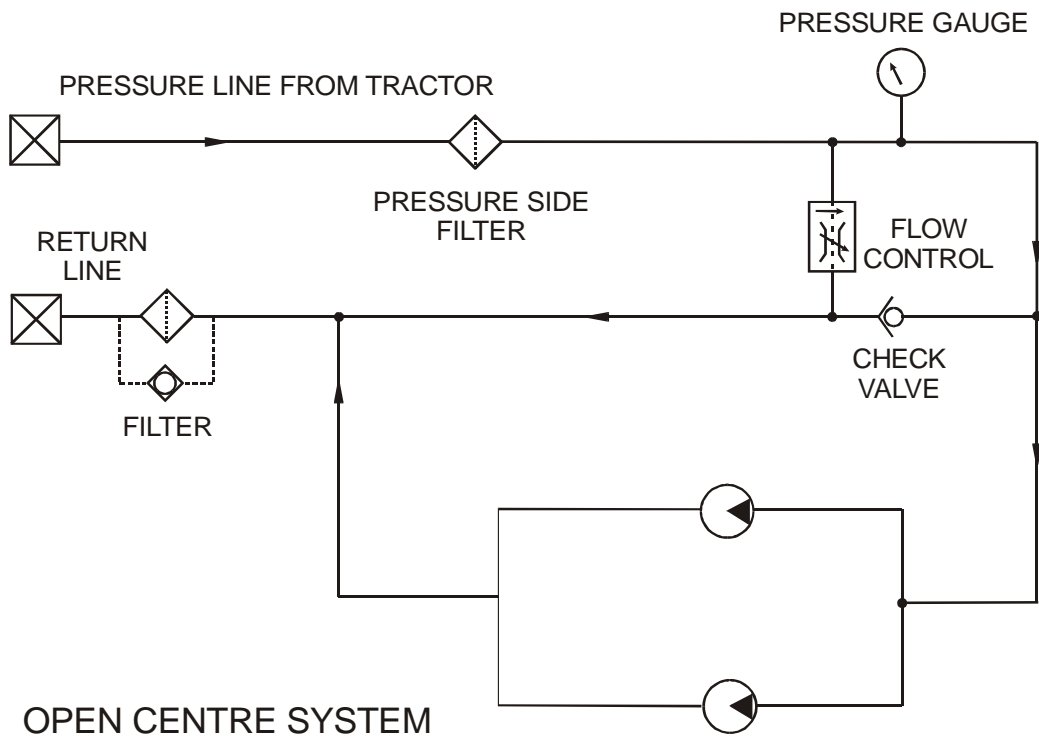 PRESSURE GAUGE
PRESSURE LINE FROM TRACTOR
PRESSURE SIDE
FILTER
RETURN
LINE
FLOW
CONTROL
CHECK
VALVE
FILTER
OPEN CENTRE SYSTEM